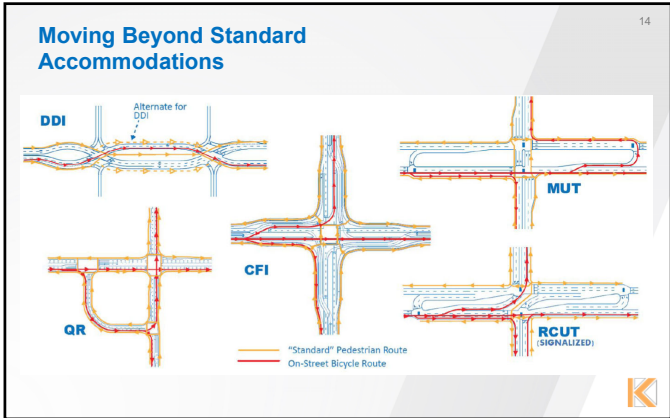 14
Moving Beyond Standard
Accommodations
DDI
Alternate for
DDI
MUT
CFI
QR
RCUT
(SIGNALIZED)
"Standard" Pedestrian Route
On-Street Bicycle Route
K